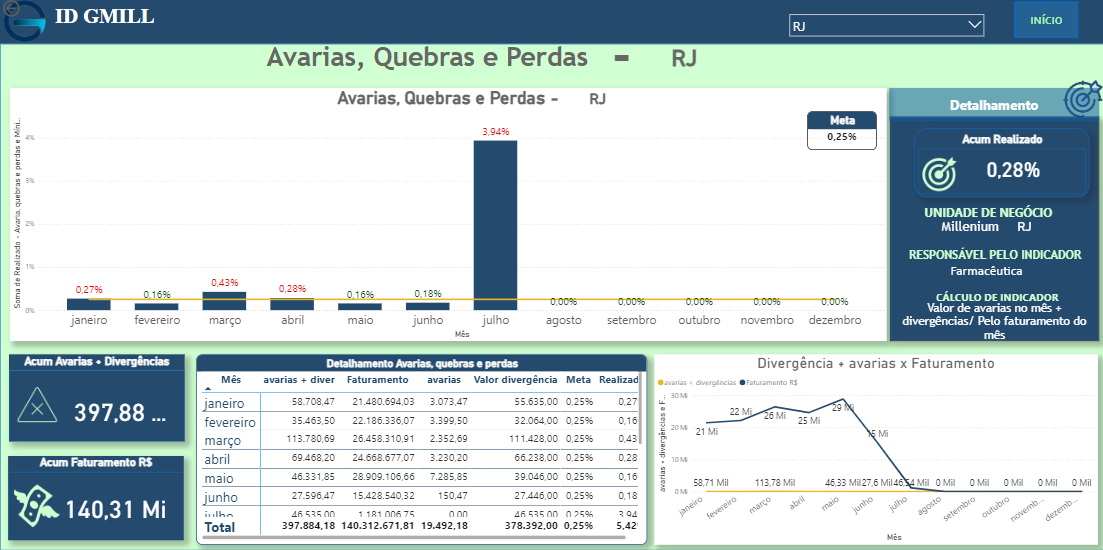 ID GMILL
RJ
INÍCIO
Avarias, Quebras e Perdas - RJ
Avarias, Quebras e Perdas - RJ
Meta
0,25%
Soma de Realizado - Avaria, quebras e perdas e Míni...
4%
3%
2%
1%
0%
0,27% 0,16% 0,43% 0,28% 0,16% 0,18% 3,94% 0,00% 0,00% 0,00% 0,00% 0,00%
janeiro fevereiro março abril maio junho julho agosto setembro outubro novembro dezembro
Mês
Detalhamento
Acum Realizado
0,28%
UNIDADE DE NEGÓCIO
Millenium RJ
RESPONSÁVEL PELO INDICADOR
Farmacêutica
CÁLCULO DE INDICADOR
Valor de avarias no mês +
divergências/ Pelo faturamento do
mês
Acum Avarias + Divergências
397,88 ...
Acum Faturamento R$
140,31 Mi
Detalhamento Avarias, quebras e perdas
Mês avarias + diver Faturamento avarias Valor divergência Meta Realizad
janeiro 58.708,47 21.480.694,03 3.073,47 55.635,00 0,25% 0,27
fevereiro 35.463,50 22.186.336,07 3.399,50 32.064,00 0,25% 0,16
março 113.780,69 26.458.310,91 2.352,69 111.428,00 0,25% 0,43
abril 69.468,20 24.668.677,07 3.230,20 66.238,00 0,25% 0,28
maio 46.331,85 28.909.106,66 7.285,85 39.046,00 0,25% 0,16
junho 27.596,47 15.428.540,32 150,47 27.446,00 0,25% 0,18
julho 46.535,00 1.181.006,75 0,00 46.535,00 0,25% 3,94
Total 397.884,18 140.312.671,81 19.492,18 378.392,00 0,25% 5,42
Divergência + avarias x Faturamento
avarias + divergências Faturamento R$
avarias + divergências e F...
30 Mi
20 Mi
10 Mi
0 Mi
21 Mi 22 Mi 26 Mi 25 Mi 29 Mi 15 Mi
58,71 Mil 113,78 Mil 46,33 Mil 27,6 Mil 46,54 Mil 0 Mil 0 Mil 0 Mil 0 Mil
janeiro fevereiro março abril maio junho julho agosto setembro outubro novemb... dezemb...
Mês